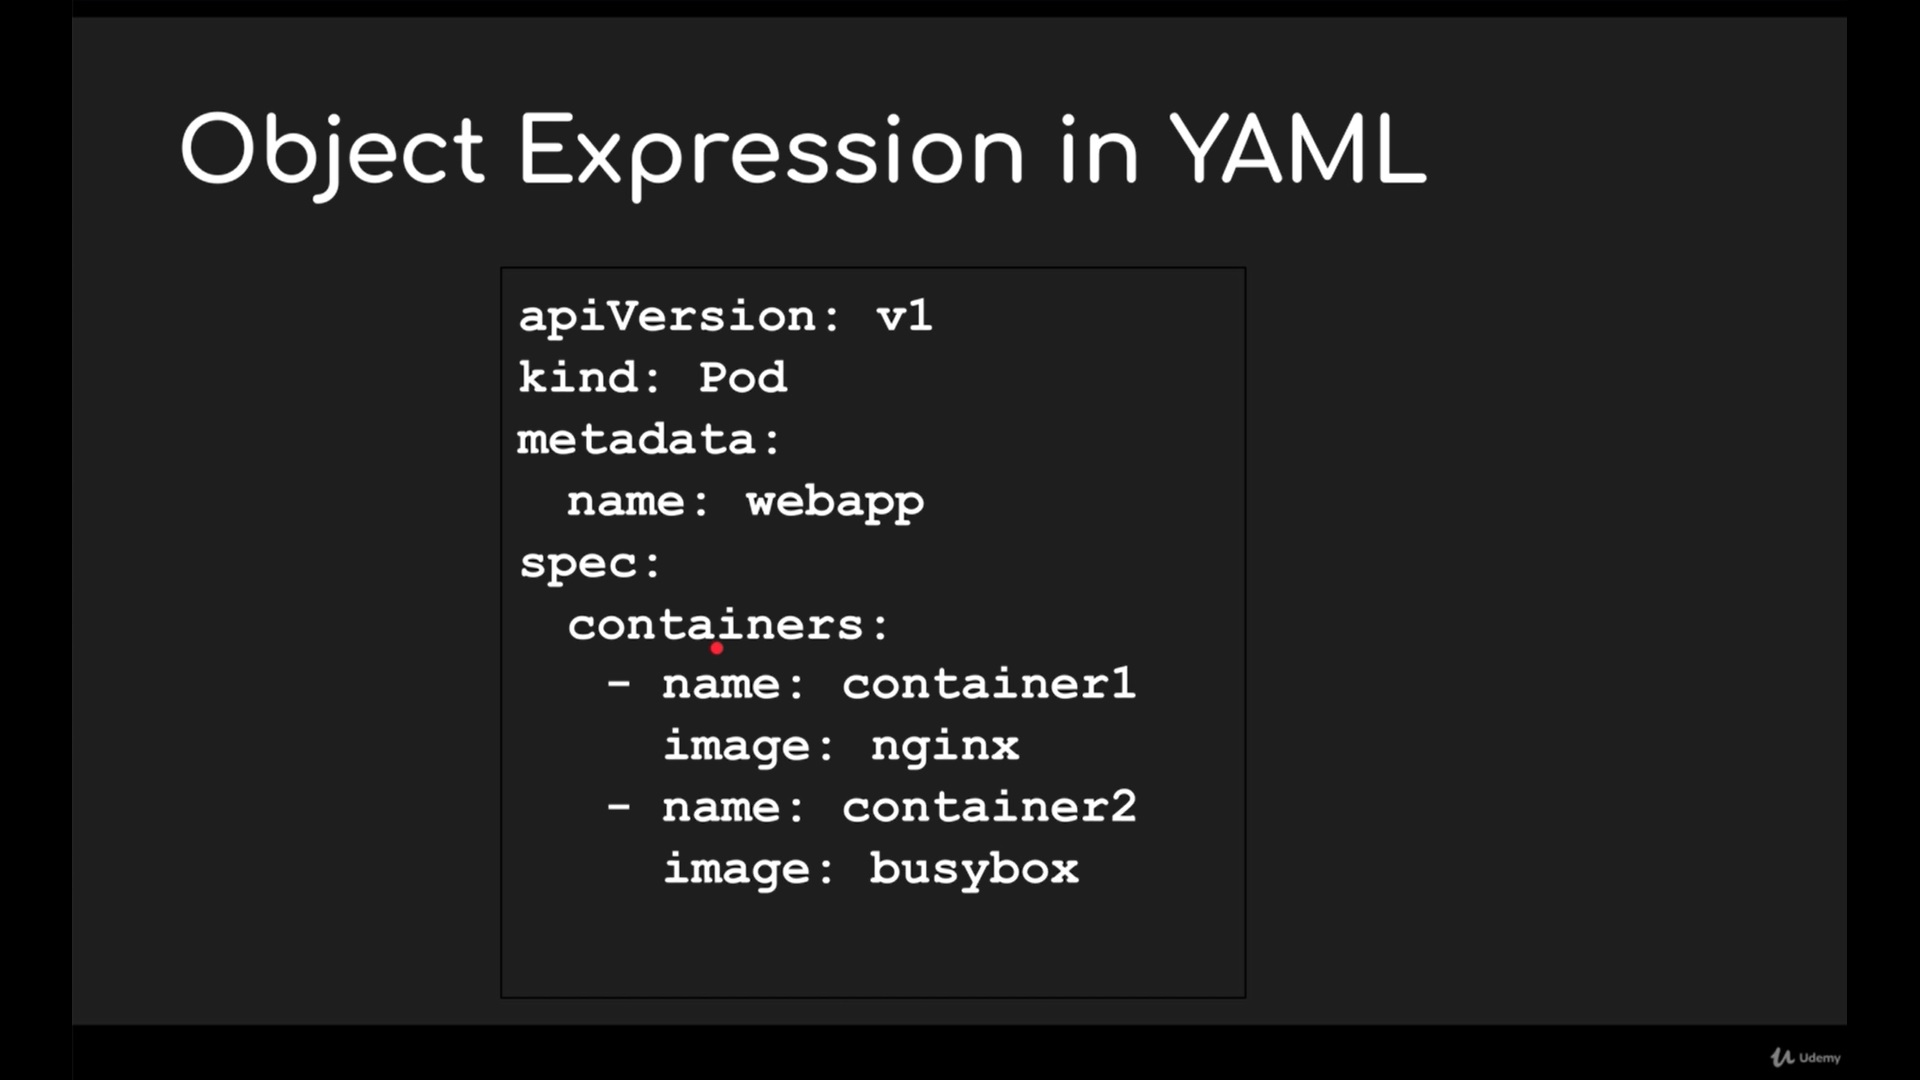 Object Expression in YAML
apiVersion: v1
kind: Pod
metadata:
  name: webapp
spec:
  containers:
    - name: container1
      image: nginx
    - name: container2
      image: busybox
Udemy